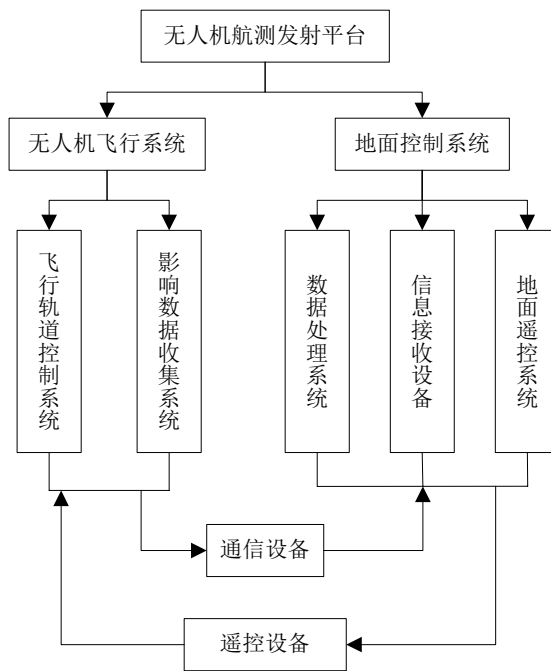 无人机航测发射平台
无人机飞行系统
地面控制系统
飞行轨道控制系统
影响数据收集系统
数据处理系统
信息接收设备
地面遥控系统
通信设备
遥控设备